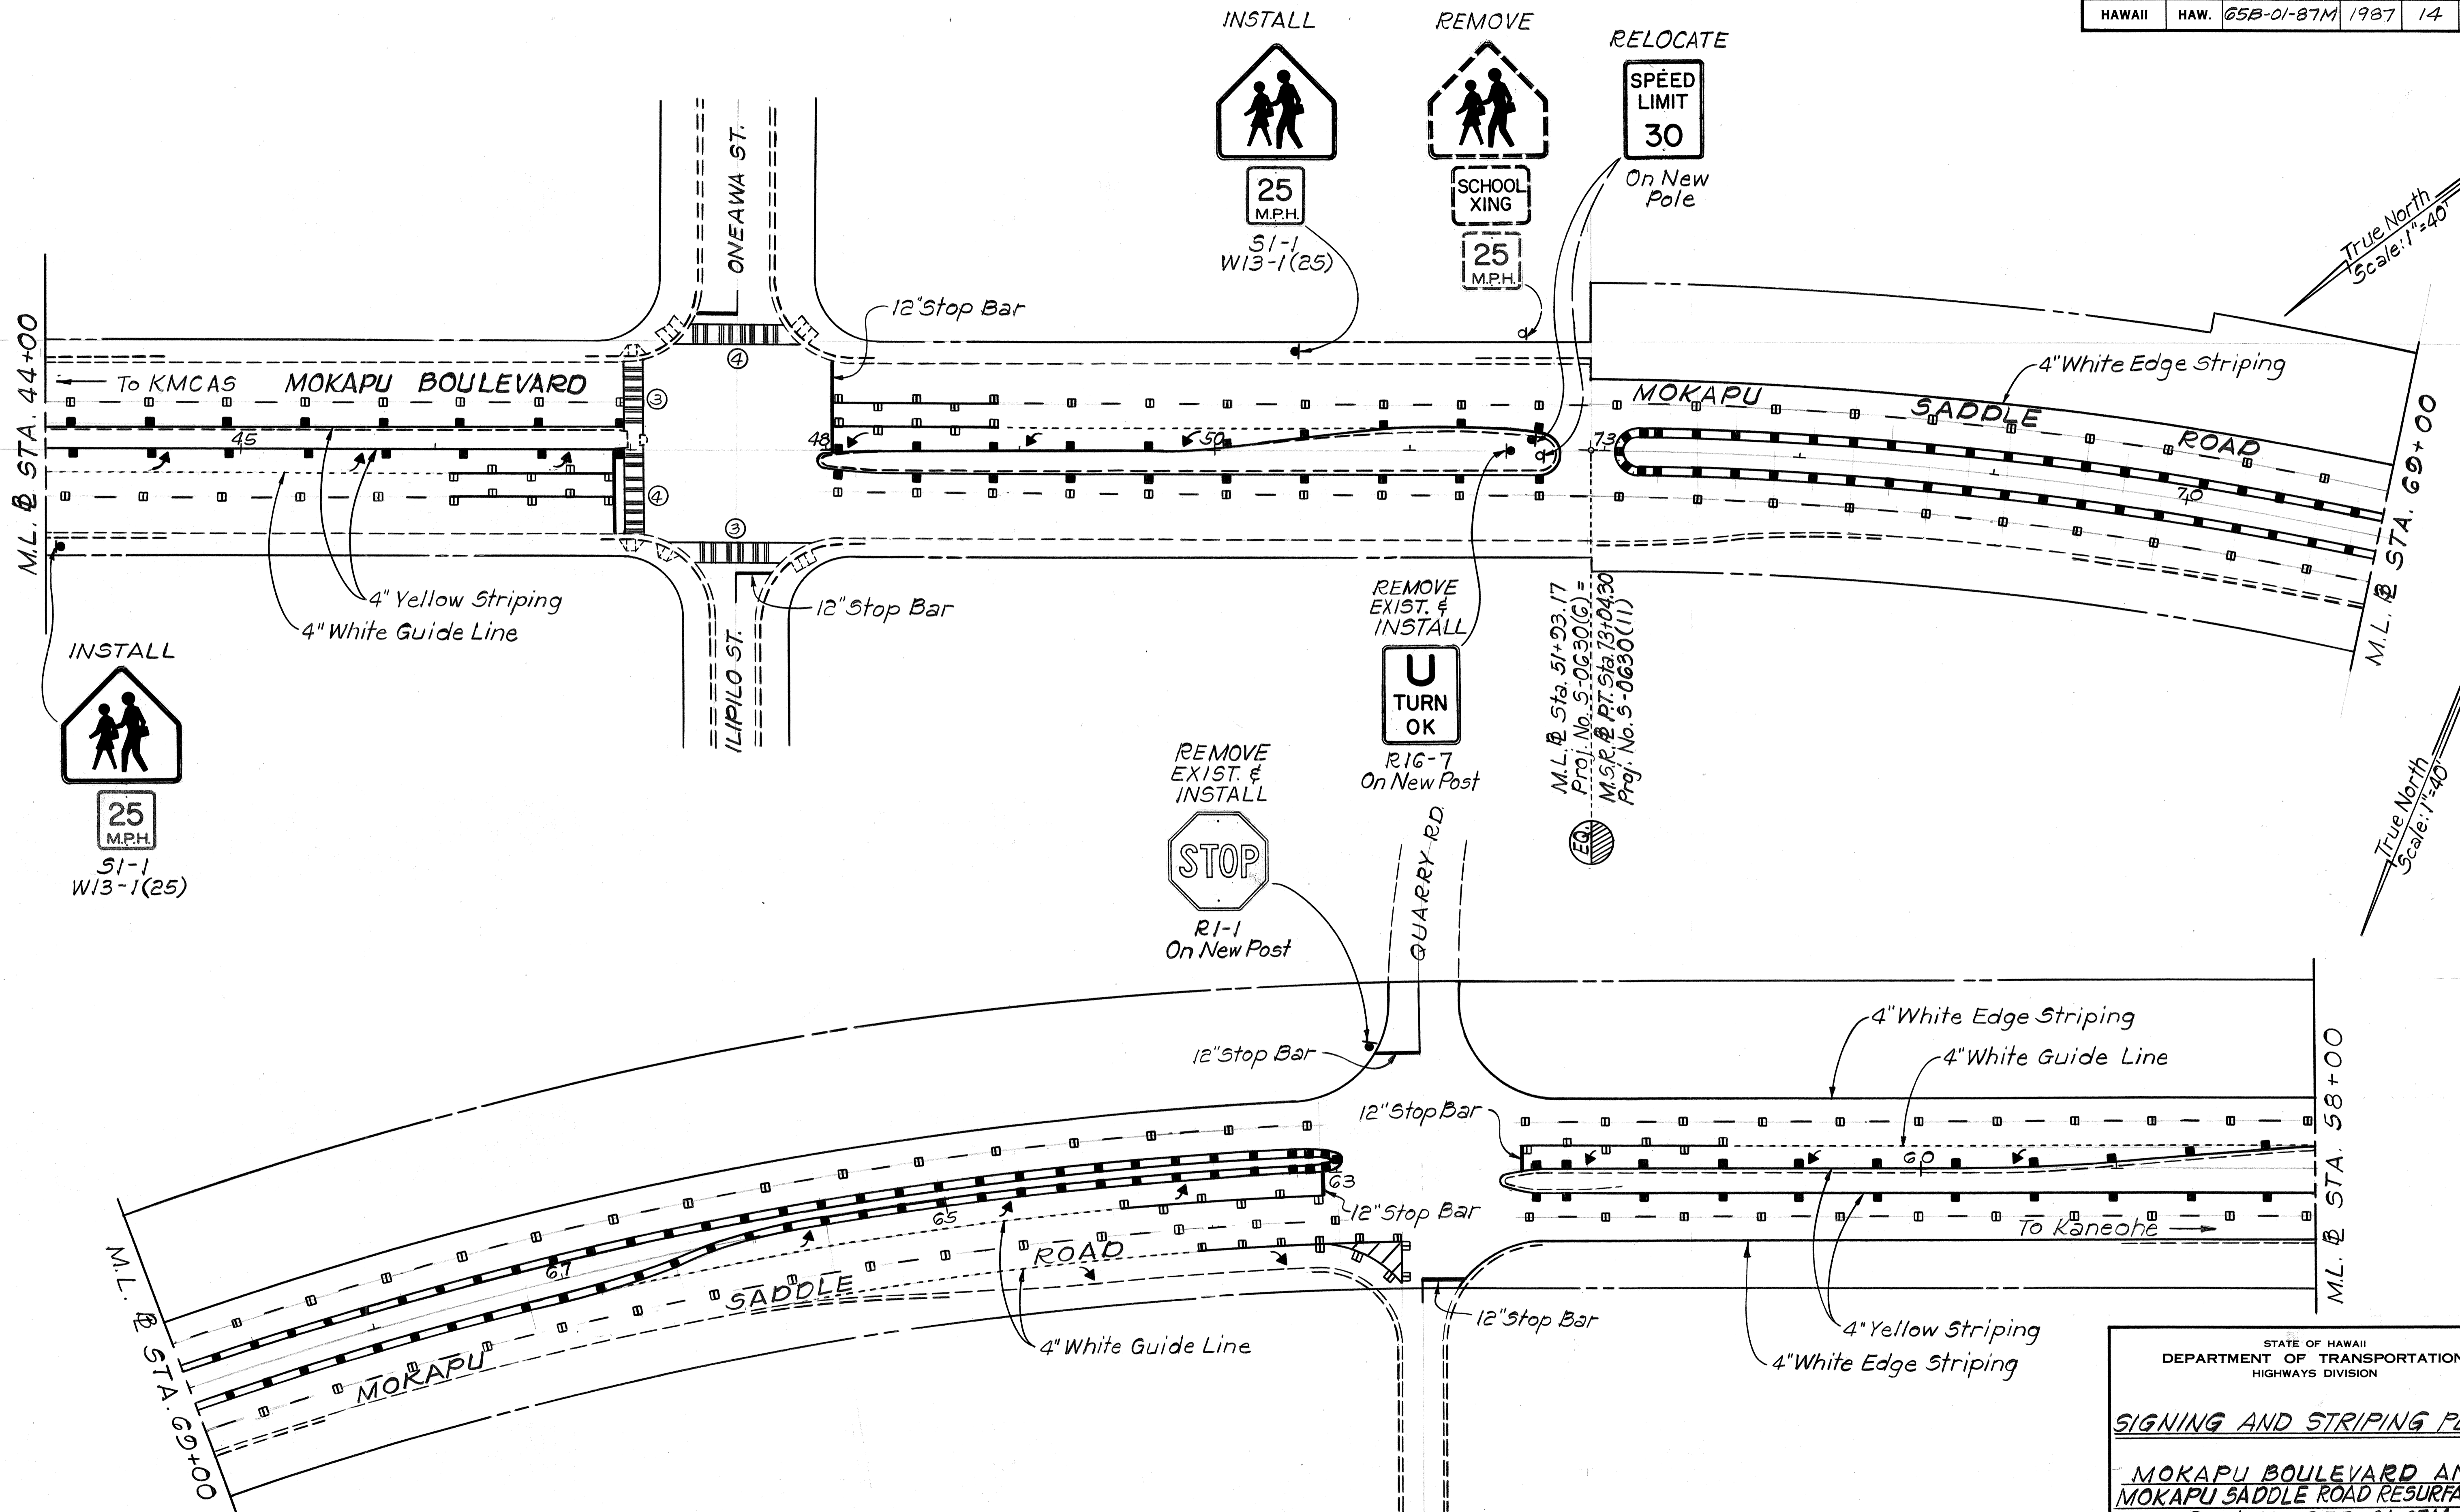 HAWAII HAW. 65B-01-87M 1987 14
INSTALL
REMOVE
RELOCATE
SPEED
LIMIT
30
On New
Pole
25
M.P.H.
S1-1
W13-1(25)
SCHOOL
XING
25
M.P.H.
True North
Scale: 1"=40'
ONEAWA ST.
12" Stop Bar
M.L. ℄ STA. 44+00
To KMCAS
MOKAPU BOULEVARD
45
48
50
73
70
4
3
4
3
4" White Edge Striping
MOKAPU SADDLE ROAD
M.L. ℄ STA. 69+00
4" Yellow Striping
4" White Guide Line
12" Stop Bar
ILIPILO ST.
INSTALL
25
M.P.H.
S1-1
W13-1(25)
REMOVE
EXIST. &
INSTALL
U
TURN
OK
R16-7
On New Post
M.L. ℄ Sta. 51+93.17
Proj. No. S-0630(6) =
M.S.R. ℄ P.T. Sta. 73+04.30
Proj. No. S-0630(11)
EQ.
True North
Scale: 1"=40'
REMOVE
EXIST. &
INSTALL
STOP
R1-1
On New Post
QUARRY RD.
12" Stop Bar
4" White Edge Striping
4" White Guide Line
12" Stop Bar
63
12" Stop Bar
60
65
67
To Kaneohe
M.L. ℄ STA. 58+00
M.L. ℄ STA. 69+00
MOKAPU SADDLE ROAD
4" White Guide Line
12" Stop Bar
4" Yellow Striping
4" White Edge Striping
STATE OF HAWAII
DEPARTMENT OF TRANSPORTATION
HIGHWAYS DIVISION
SIGNING AND STRIPING PL
MOKAPU BOULEVARD AN
MOKAPU SADDLE ROAD RESURFA